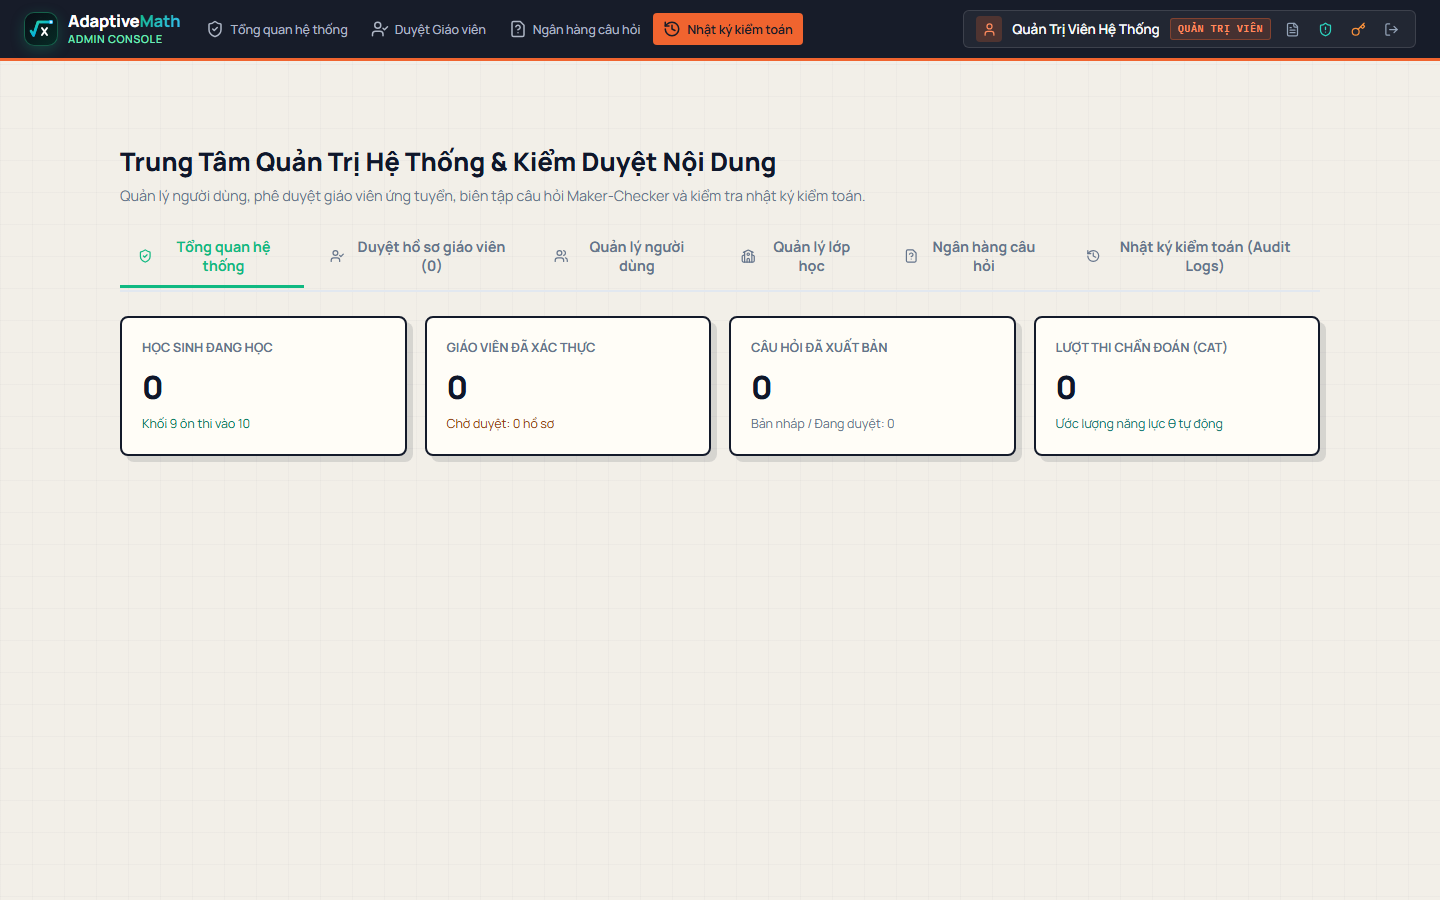 AdaptiveMath
ADMIN CONSOLE
Tổng quan hệ thống
Duyệt Giáo viên
Ngân hàng câu hỏi
Nhật ký kiểm toán
Quản Trị Viên Hệ Thống
QUẢN TRỊ VIÊN
Trung Tâm Quản Trị Hệ Thống & Kiểm Duyệt Nội Dung
Quản lý người dùng, phê duyệt giáo viên ứng tuyển, biên tập câu hỏi Maker-Checker và kiểm tra nhật ký kiểm toán.
Tổng quan hệ
thống
Duyệt hồ sơ giáo viên
(0)
Quản lý người
dùng
Quản lý lớp
học
Ngân hàng câu
hỏi
Nhật ký kiểm toán (Audit
Logs)
HỌC SINH ĐANG HỌC
0
Khối 9 ôn thi vào 10
GIÁO VIÊN ĐÃ XÁC THỰC
0
Chờ duyệt: 0 hồ sơ
CÂU HỎI ĐÃ XUẤT BẢN
0
Bản nháp / Đang duyệt: 0
LƯỢT THI CHẨN ĐOÁN (CAT)
0
Ước lượng năng lực θ tự động